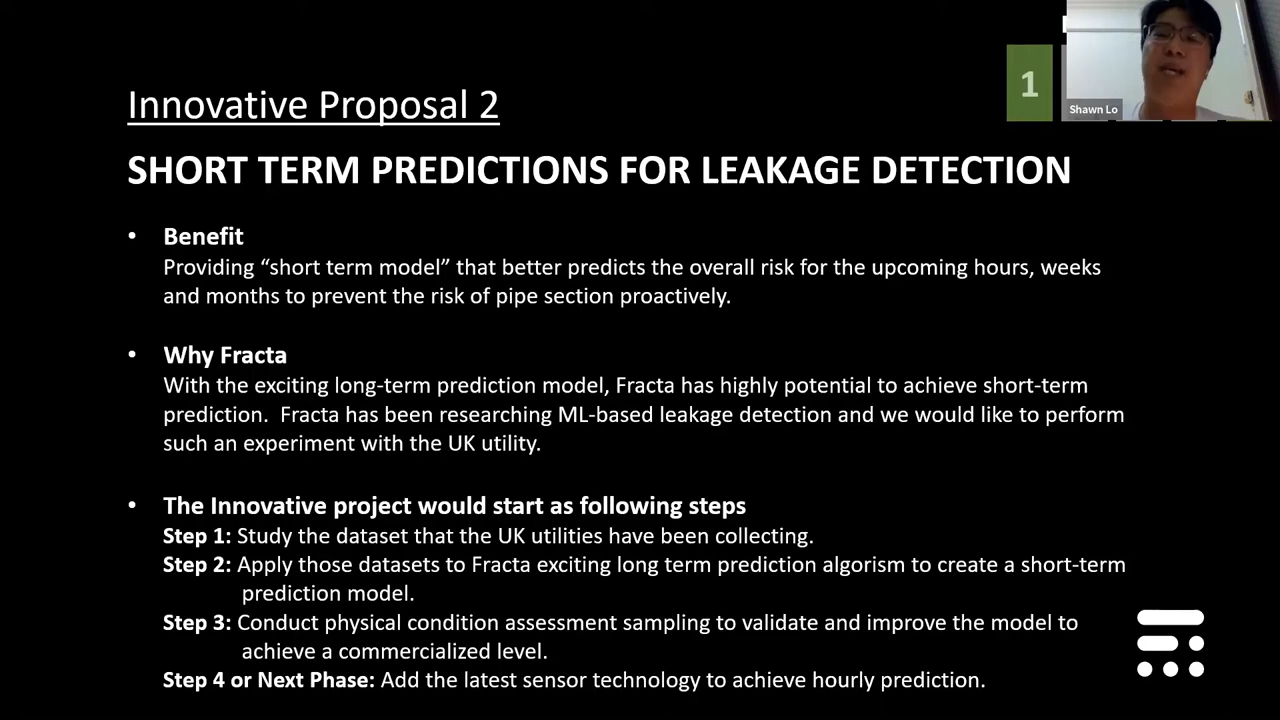 Innovative Proposal 2
1
Shawn Lo
SHORT TERM PREDICTIONS FOR LEAKAGE DETECTION
• Benefit
Providing “short term model” that better predicts the overall risk for the upcoming hours, weeks
and months to prevent the risk of pipe section proactively.
• Why Fracta
With the exciting long-term prediction model, Fracta has highly potential to achieve short-term
prediction. Fracta has been researching ML-based leakage detection and we would like to perform
such an experiment with the UK utility.
• The Innovative project would start as following steps
Step 1: Study the dataset that the UK utilities have been collecting.
Step 2: Apply those datasets to Fracta exciting long term prediction algorism to create a short-term
prediction model.
Step 3: Conduct physical condition assessment sampling to validate and improve the model to
achieve a commercialized level.
Step 4 or Next Phase: Add the latest sensor technology to achieve hourly prediction.